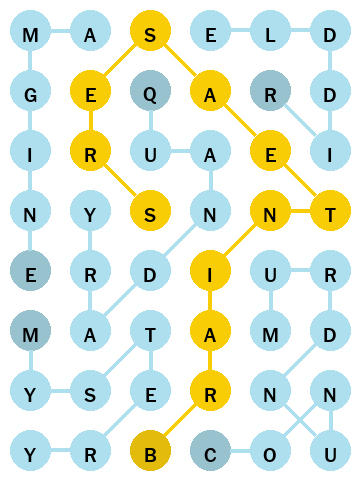 M A S E L D
G E Q A R D
I R U A E I
N Y S N N T
E R D I U R
M A T A M D
Y S E R N N
Y R B C O U